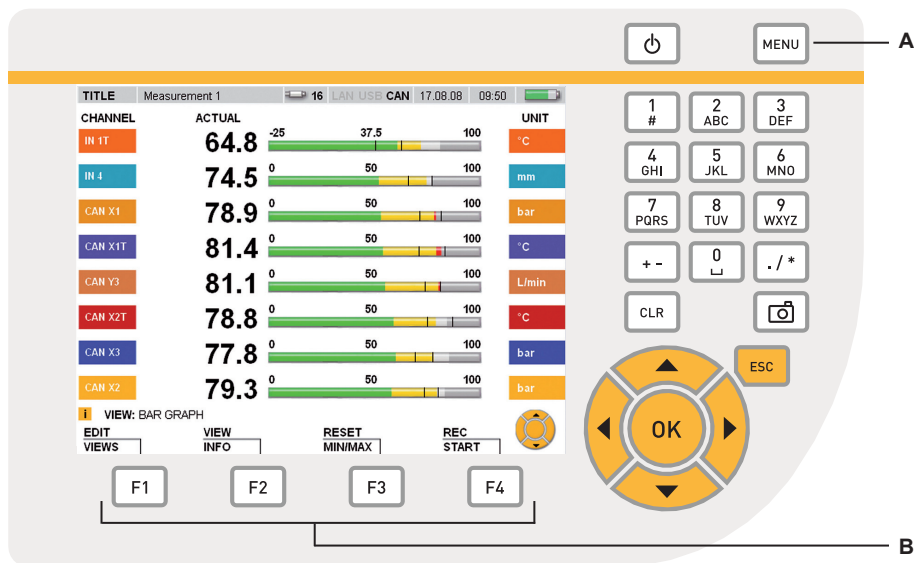 MENU
A
TITLE Measurement 1 16 LAN USB CAN 17.08.08 09:50
CHANNEL ACTUAL UNIT
IN 1T 64.8 -25 37.5 100 °C
IN 4 74.5 0 50 100 mm
CAN X1 78.9 0 50 100 bar
CAN X1T 81.4 0 50 100 °C
CAN Y3 81.1 0 50 100 L/min
CAN X2T 78.8 0 50 100 °C
CAN X3 77.8 0 50 100 bar
CAN X2 79.3 0 50 100 bar
i VIEW: BAR GRAPH
EDIT VIEW RESET REC
VIEWS INFO MIN/MAX START
F1 F2 F3 F4
1 2 3
# ABC DEF
4 5 6
GHI JKL MNO
7 8 9
PQRS TUV WXYZ
+ - 0 . / *
CLR
ESC
OK
B